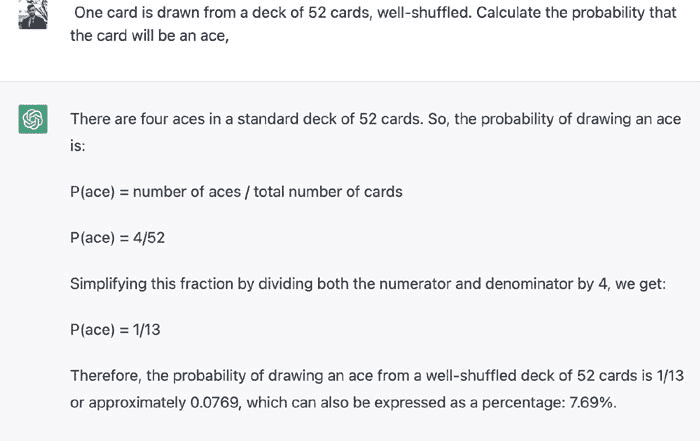 One card is drawn from a deck of 52 cards, well-shuffled. Calculate the probability that
the card will be an ace,
There are four aces in a standard deck of 52 cards. So, the probability of drawing an ace
is:
P(ace) = number of aces / total number of cards
P(ace) = 4/52
Simplifying this fraction by dividing both the numerator and denominator by 4, we get:
P(ace) = 1/13
Therefore, the probability of drawing an ace from a well-shuffled deck of 52 cards is 1/13
or approximately 0.0769, which can also be expressed as a percentage: 7.69%.